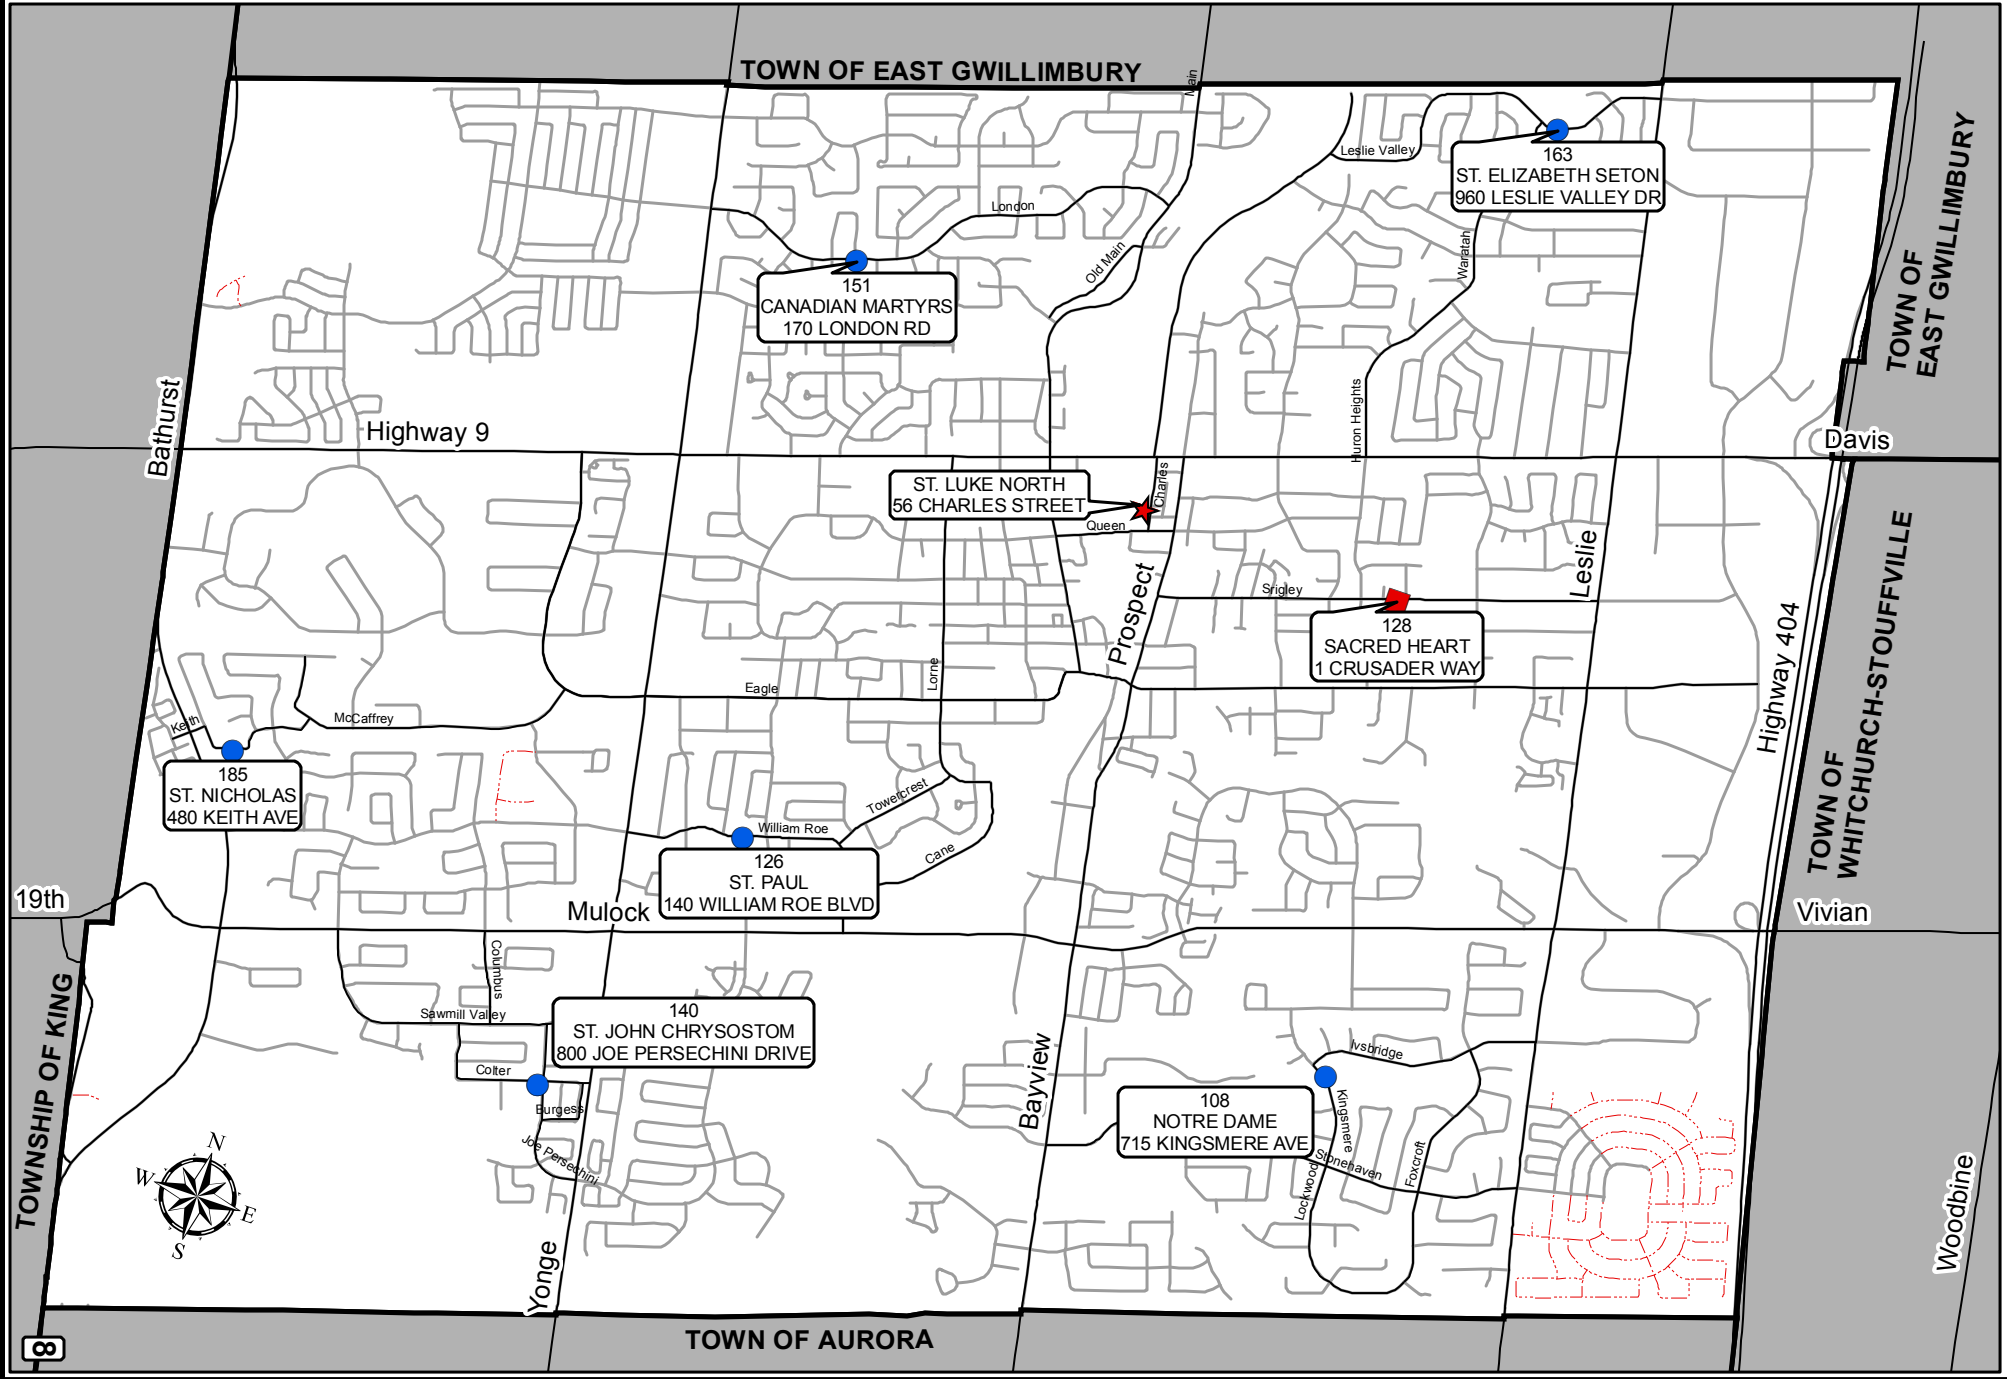 TOWN OF EAST GWILLIMBURY
Main
Leslie Valley
163
ST. ELIZABETH SETON
960 LESLIE VALLEY DR
London
Old Main
Waratah
151
CANADIAN MARTYRS
170 LONDON RD
TOWN OF
EAST GWILLIMBURY
Bathurst
Highway 9
Huron Heights
Davis
ST. LUKE NORTH
56 CHARLES STREET
Charles
Queen
Prospect
Leslie
Srigley
128
SACRED HEART
1 CRUSADER WAY
Highway 404
TOWN OF
WHITCHURCH-STOUFFVILLE
Eagle
Lorne
Keith
McCaffrey
185
ST. NICHOLAS
480 KEITH AVE
Towercrest
William Roe
Cane
126
ST. PAUL
140 WILLIAM ROE BLVD
19th
Mulock
Vivian
Columbus
Sawmill Valley
140
ST. JOHN CHRYSOSTOM
800 JOE PERSECHINI DRIVE
Colter
Burgess
Joe Persechini
TOWNSHIP OF KING
Bayview
Ivsbridge
108
NOTRE DAME
715 KINGSMERE AVE
Kingsmere
Stonehaven
Lockwood
Foxcroft
N
W
E
S
Yonge
Woodbine
TOWN OF AURORA
8